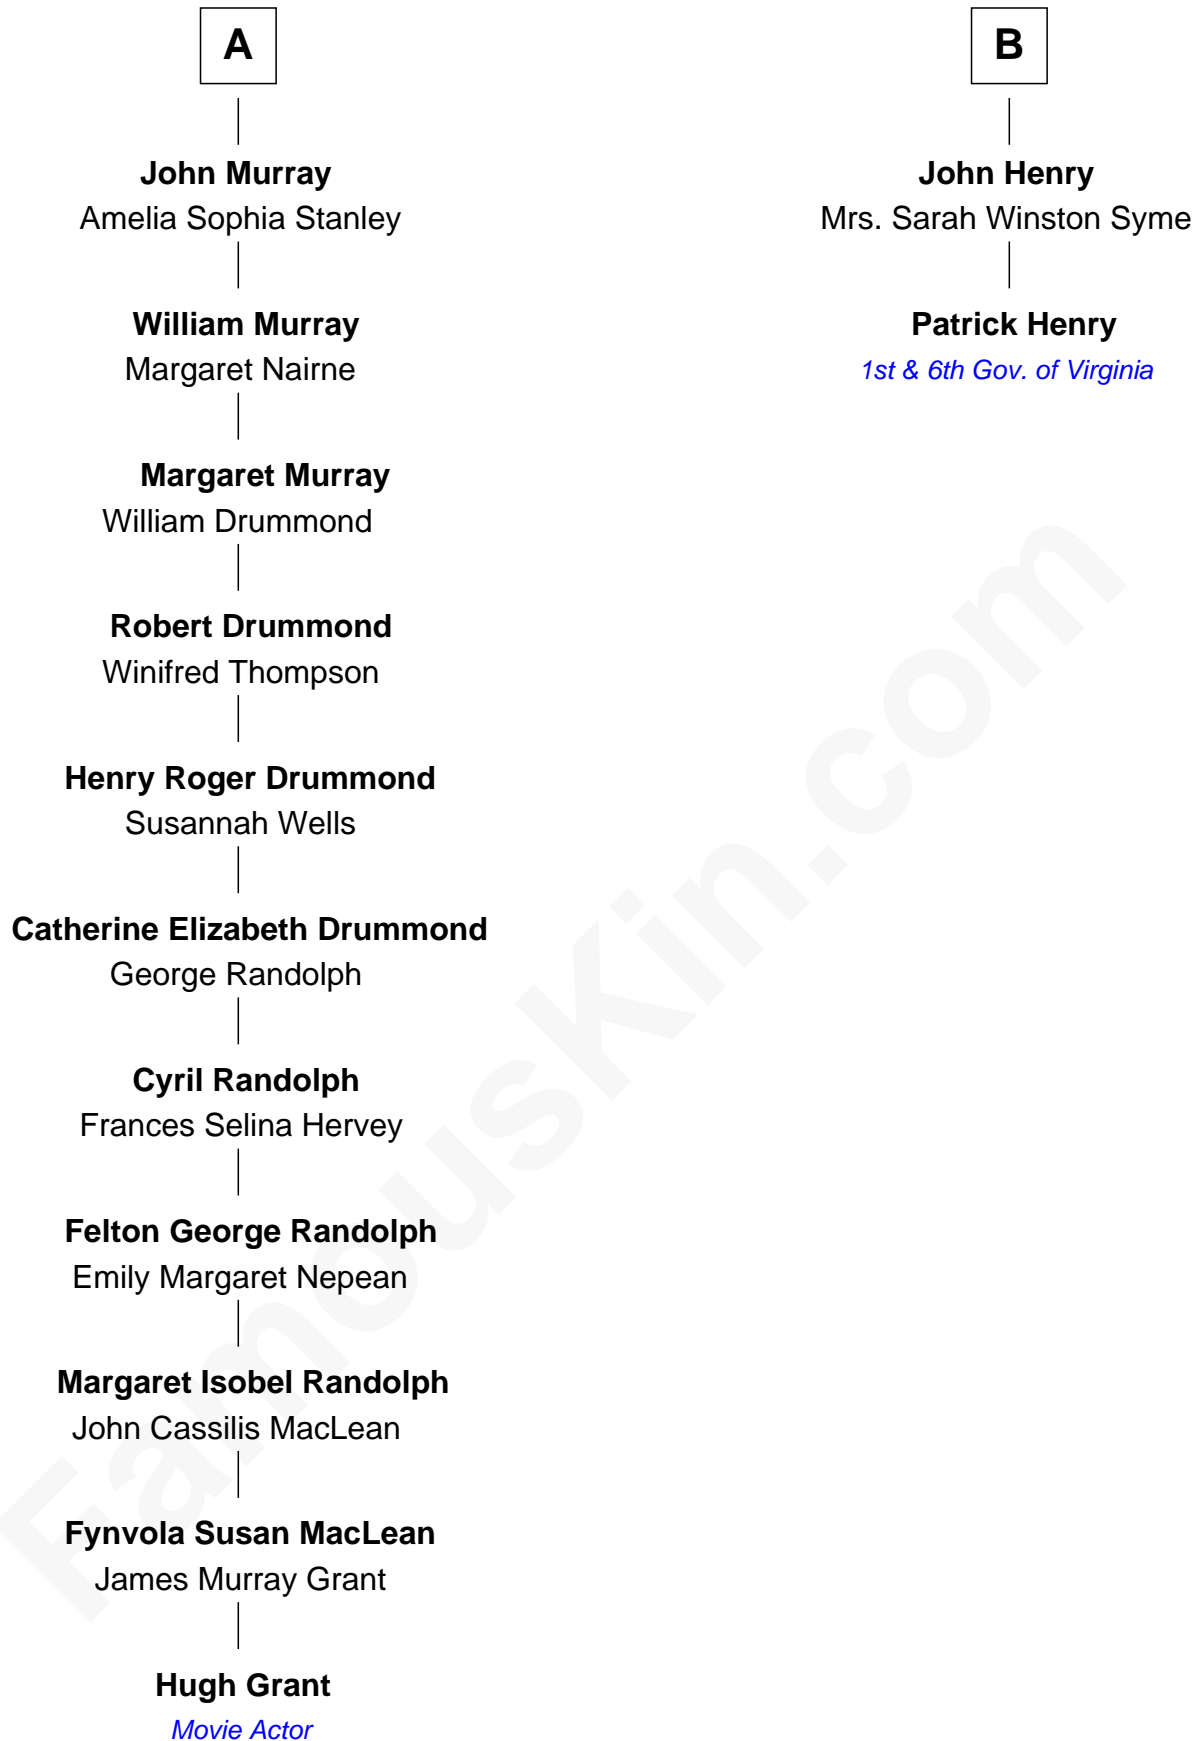 A
John Murray
Amelia Sophia Stanley
William Murray
Margaret Nairne
Margaret Murray
William Drummond
Robert Drummond
Winifred Thompson
Henry Roger Drummond
Susannah Wells
Catherine Elizabeth Drummond
George Randolph
Cyril Randolph
Frances Selina Hervey
Felton George Randolph
Emily Margaret Nepean
Margaret Isobel Randolph
John Cassilis MacLean
Fynvola Susan MacLean
James Murray Grant
Hugh Grant
Movie Actor
B
John Henry
Mrs. Sarah Winston Syme
Patrick Henry
1st & 6th Gov. of Virginia
FamousKin.com